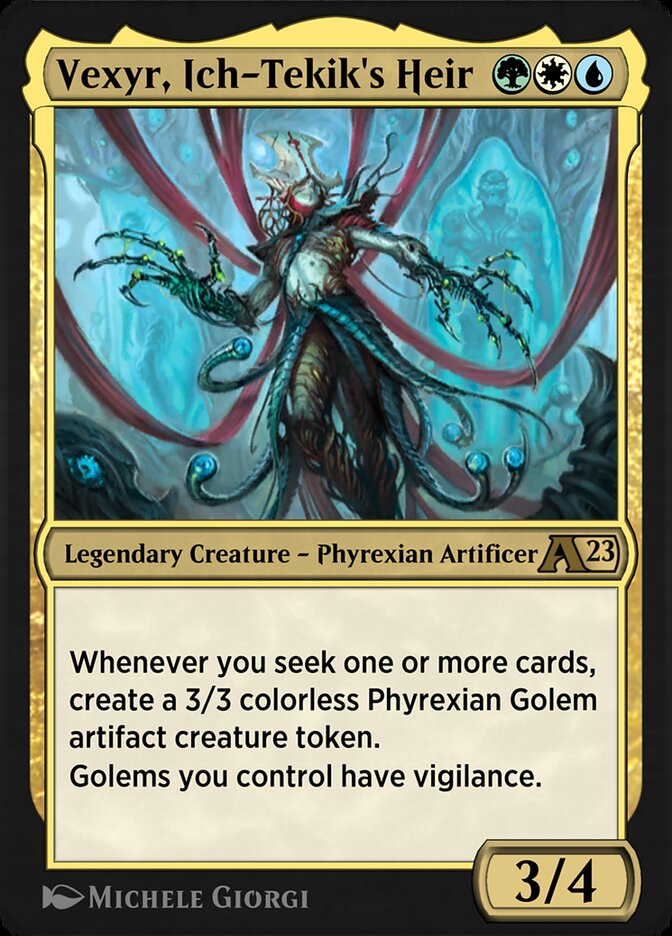 Vexyr, Ich-Tekik's Heir
Legendary Creature – Phyrexian Artificer
A23
Whenever you seek one or more cards,
create a 3/3 colorless Phyrexian Golem
artifact creature token.
Golems you control have vigilance.
3/4
Michele Giorgi